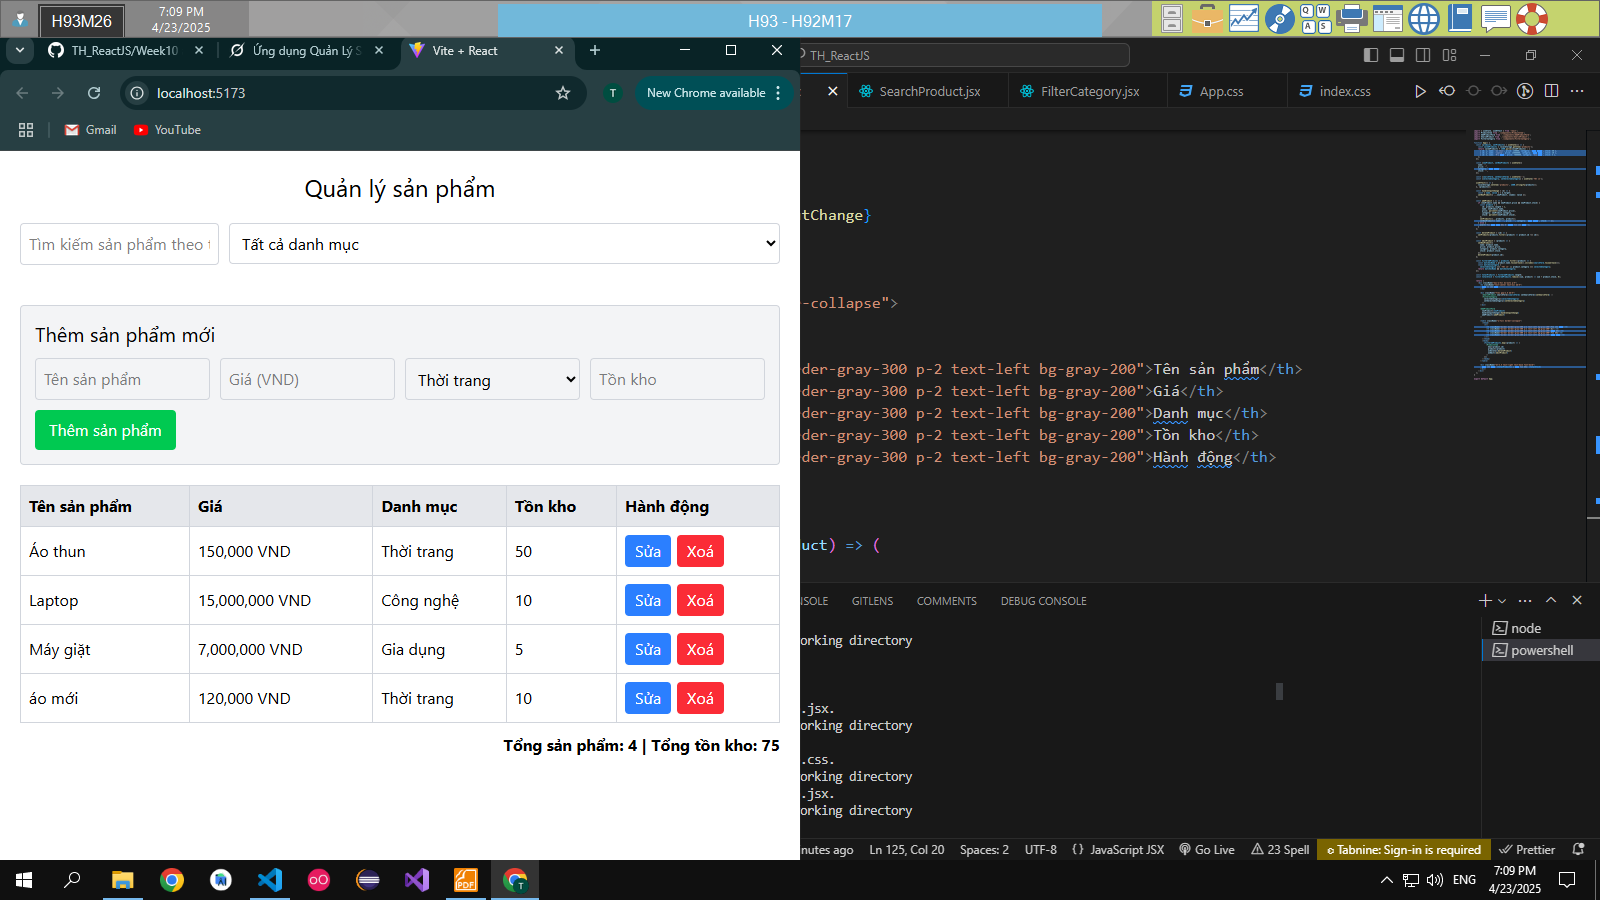 H93M26
7:09 PM
4/23/2025
H93 - H92M17
TH_ReactJS/Week10
Ứng dụng Quản Lý S
Vite + React
localhost:5173
T
New Chrome available
Gmail
YouTube
Quản lý sản phẩm
Tìm kiếm sản phẩm theo t
Tất cả danh mục
Thêm sản phẩm mới
Tên sản phẩm
Giá (VND)
Thời trang
Tồn kho
Thêm sản phẩm
Tên sản phẩm Giá Danh mục Tồn kho Hành động
Áo thun 150,000 VND Thời trang 50 Sửa Xoá
Laptop 15,000,000 VND Công nghệ 10 Sửa Xoá
Máy giặt 7,000,000 VND Gia dụng 5 Sửa Xoá
áo mới 120,000 VND Thời trang 10 Sửa Xoá
Tổng sản phẩm: 4 | Tổng tồn kho: 75
TH_ReactJS
SearchProduct.jsx
FilterCategory.jsx
App.css
index.css
tChange}
-collapse">
der-gray-300 p-2 text-left bg-gray-200">Tên sản phẩm</th>
der-gray-300 p-2 text-left bg-gray-200">Giá</th>
der-gray-300 p-2 text-left bg-gray-200">Danh mục</th>
der-gray-300 p-2 text-left bg-gray-200">Tồn kho</th>
der-gray-300 p-2 text-left bg-gray-200">Hành động</th>
uct) => (
NSOLE
GITLENS
COMMENTS
DEBUG CONSOLE
orking directory
.jsx.
orking directory
.css.
orking directory
.jsx.
orking directory
node
powershell
nutes ago
Ln 125, Col 20
Spaces: 2
UTF-8
{} JavaScript JSX
Go Live
23 Spell
Tabnine: Sign-in is required
Prettier
ENG
7:09 PM
4/23/2025